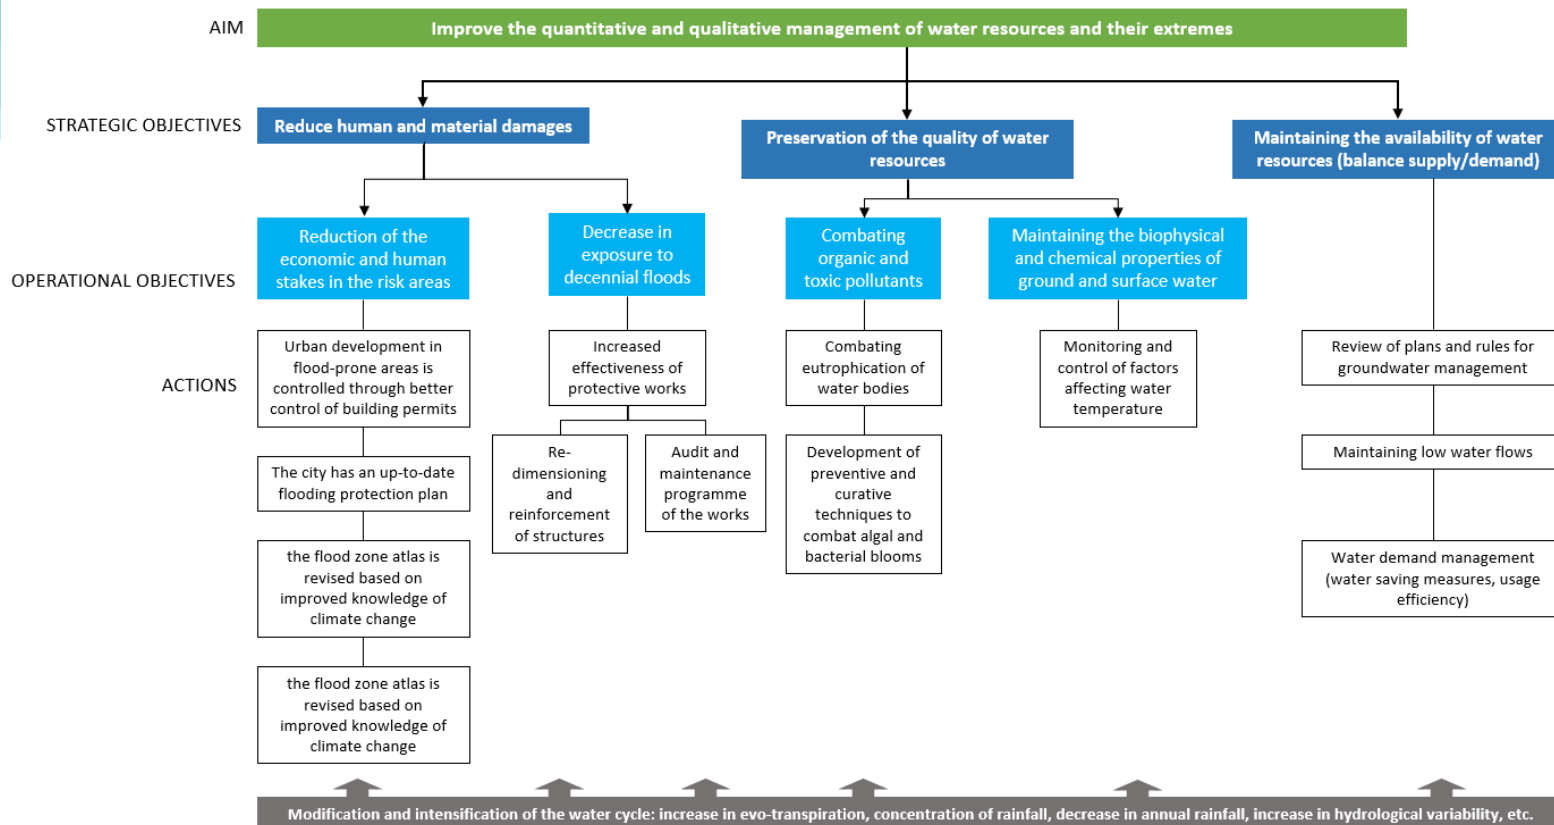 AIM
Improve the quantitative and qualitative management of water resources and their extremes
STRATEGIC OBJECTIVES
Reduce human and material damages
Preservation of the quality of water
resources
Maintaining the availability of water
resources (balance supply/demand)
OPERATIONAL OBJECTIVES
Reduction of the
economic and human
stakes in the risk areas
Decrease in
exposure to
decennial floods
Combating
organic and
toxic pollutants
Maintaining the biophysical
and chemical properties of
ground and surface water
ACTIONS
Urban development in
flood-prone areas is
controlled through better
control of building permits
The city has an up-to-date
flooding protection plan
the flood zone atlas is
revised based on
improved knowledge of
climate change
the flood zone atlas is
revised based on
improved knowledge of
climate change
Increased
effectiveness of
protective works
Re-
dimensioning
and
reinforcement
of structures
Audit and
maintenance
programme
of the works
Combating
eutrophication of
water bodies
Development of
preventive and
curative
techniques to
combat algal and
bacterial blooms
Monitoring and
control of factors
affecting water
temperature
Review of plans and rules for
groundwater management
Maintaining low water flows
Water demand management
(water saving measures, usage
efficiency)
Modification and intensification of the water cycle: increase in evo-transpiration, concentration of rainfall, decrease in annual rainfall, increase in hydrological variability, etc.